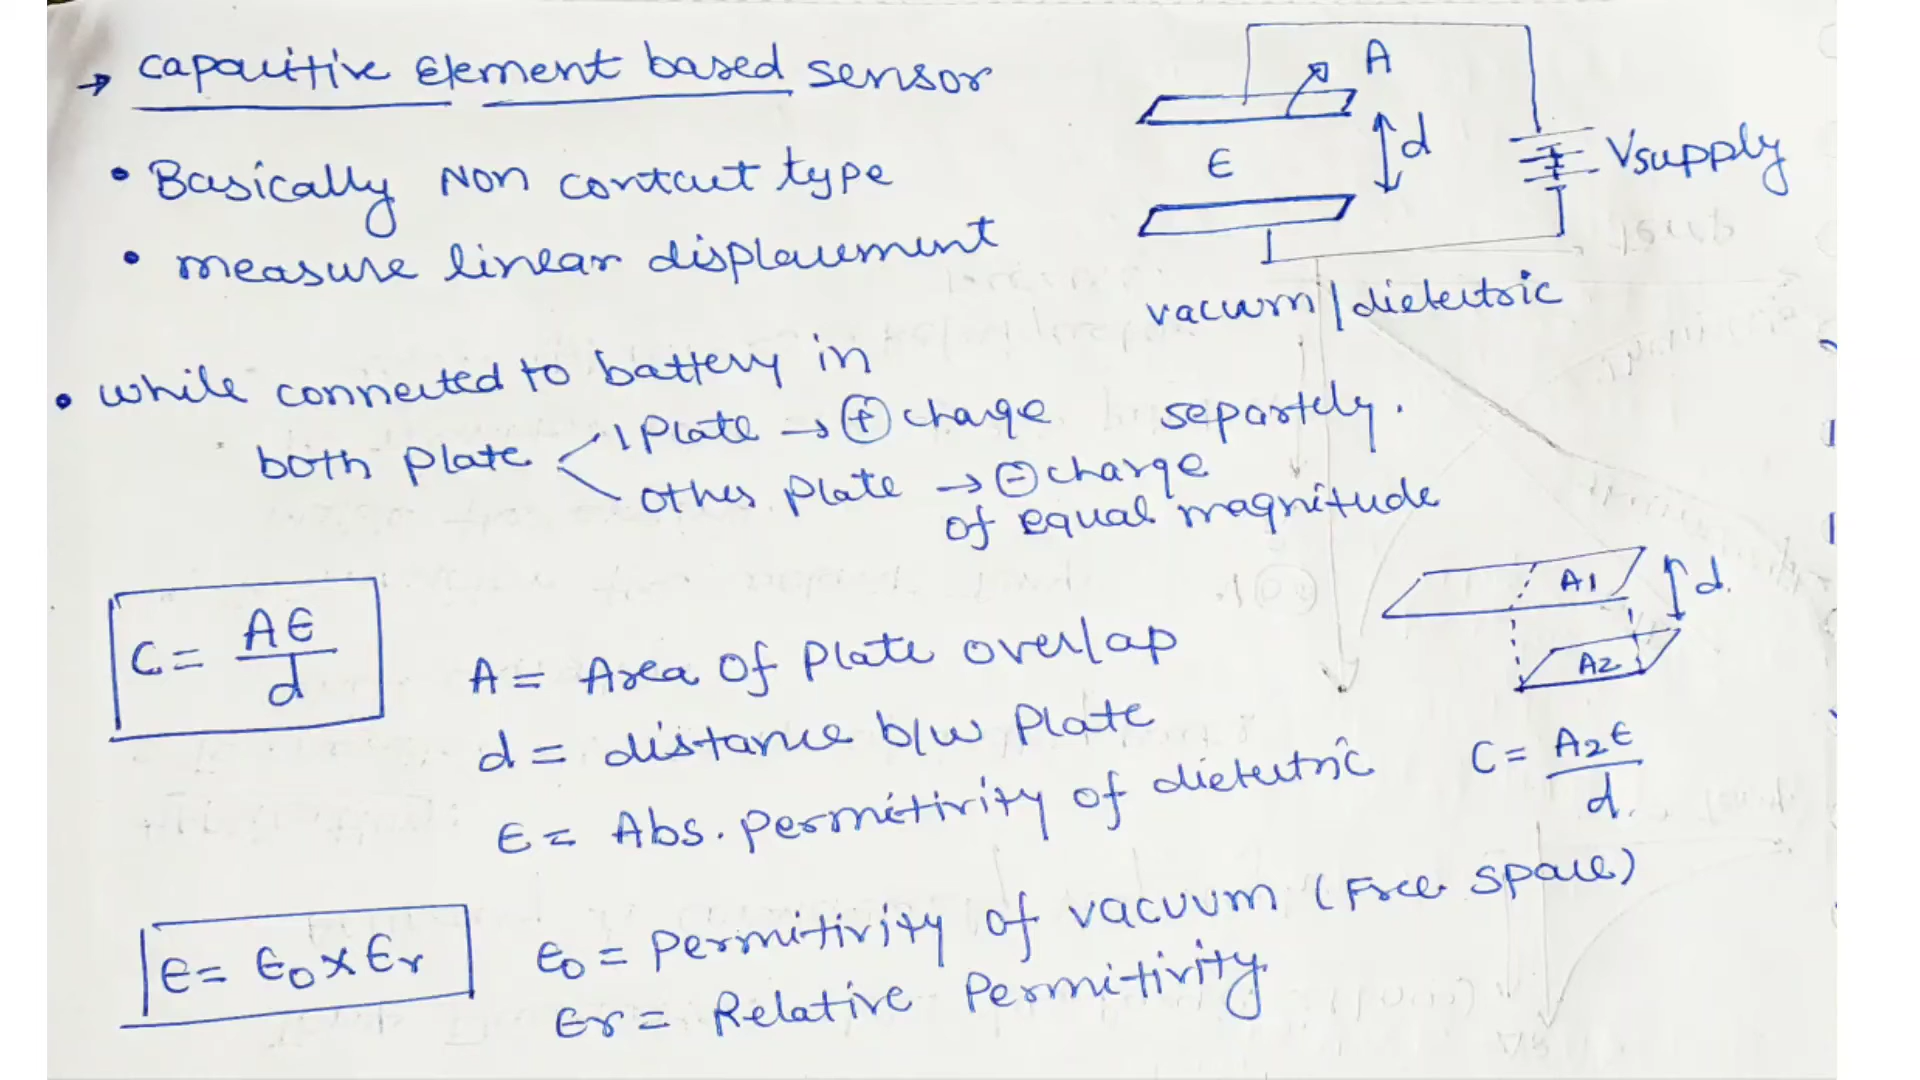 → capacitive Element based sensor
• Basically Non contact type
• measure linear displacement
A
d
ϵ
Vsupply
vacuum / dielectric
• while connected to battery in
both plate
1 plate → ⊕ charge
separtely.
other plate → ⊖ charge
of equal magnitude
C = Aϵ / d
A = Area of plate overlap
d = distance b/w plate
ϵ = Abs. permitivity of dielectric
A1
d.
A2
C = A2ϵ / d.
ϵ = ϵ0 x ϵr
ϵ0 = permitivity of vacuum (Free space)
ϵr = Relative Permitivity.